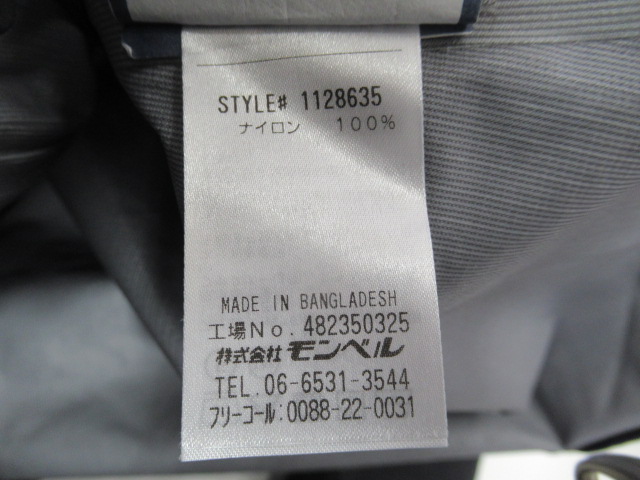 STYLE# 1128635
ナイロン 100%
MADE IN BANGLADESH
工場No. 482350325
株式会社 モンベル
TEL. 06-6531-3544
フリーコール:0088-22-0031